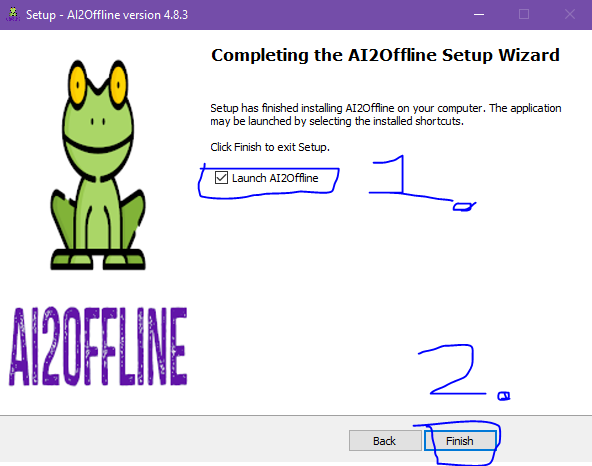 Setup - AI2Offline version 4.8.3
Completing the AI2Offline Setup Wizard
Setup has finished installing AI2Offline on your computer. The application
may be launched by selecting the installed shortcuts.
Click Finish to exit Setup.
Launch AI2Offline
1.
AI2OFFLINE
2.
Back
Finish